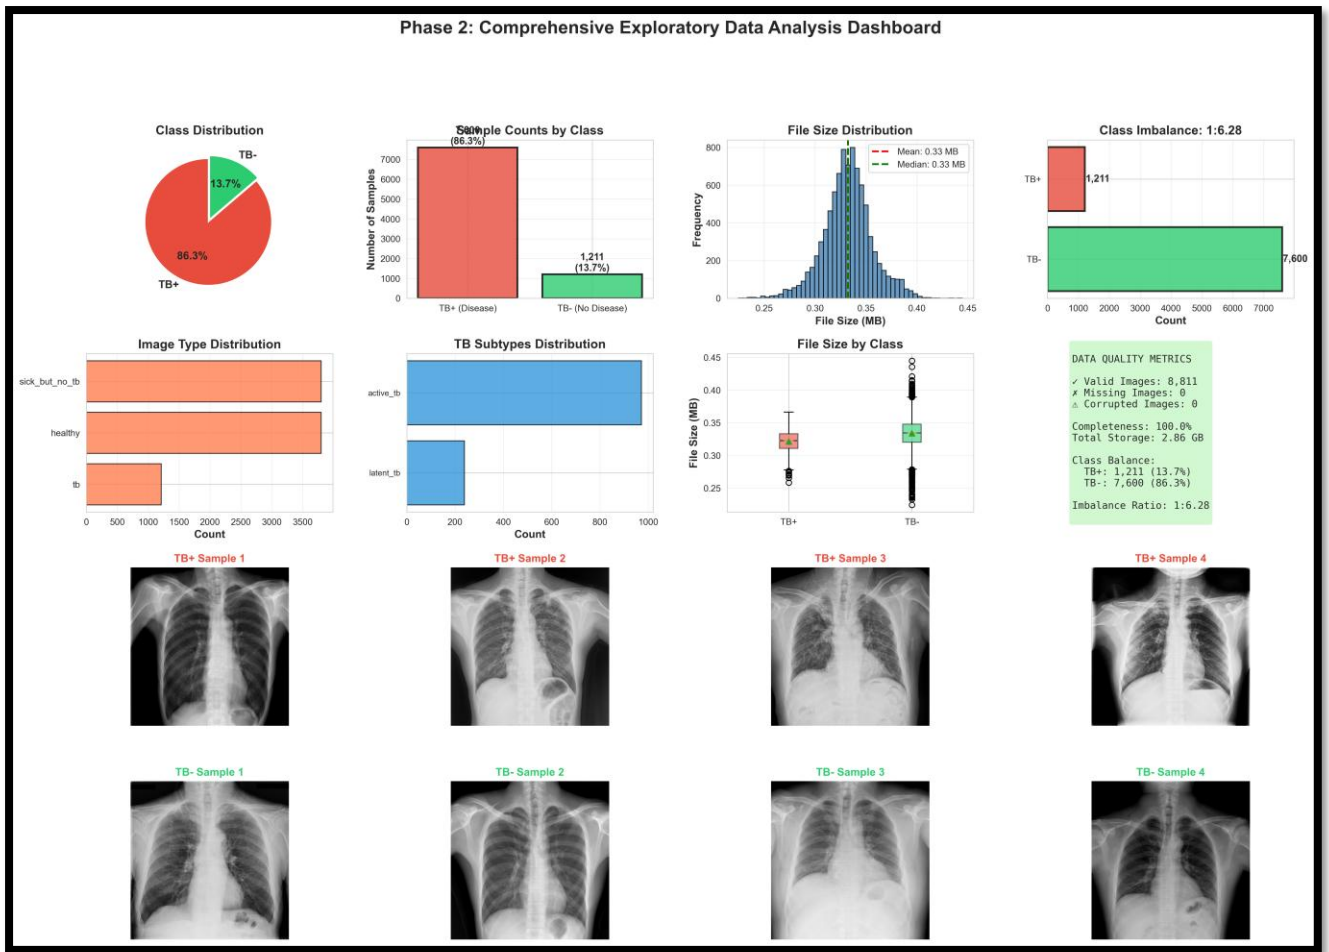 Phase 2: Comprehensive Exploratory Data Analysis Dashboard
Class Distribution
TB-
13.7%
86.3%
TB+
Sample Counts by Class
(86.3%)
Number of Samples
7000
6000
5000
4000
3000
2000
1000
0
1,211
(13.7%)
TB+ (Disease)
TB- (No Disease)
File Size Distribution
Mean: 0.33 MB
Median: 0.33 MB
Frequency
800
600
400
200
0
0.25
0.30
0.35
0.40
0.45
File Size (MB)
Class Imbalance: 1:6.28
TB+
1,211
TB-
7,600
0
1000
2000
3000
4000
5000
6000
7000
Count
Image Type Distribution
sick_but_no_tb
healthy
tb
0
500
1000
1500
2000
2500
3000
3500
Count
TB Subtypes Distribution
active_tb
latent_tb
0
200
400
600
800
1000
Count
File Size by Class
File Size (MB)
0.45
0.40
0.35
0.30
0.25
TB+
TB-
DATA QUALITY METRICS
✓ Valid Images: 8,811
✗ Missing Images: 0
⚠ Corrupted Images: 0
Completeness: 100.0%
Total Storage: 2.86 GB
Class Balance:
TB+: 1,211 (13.7%)
TB-: 7,600 (86.3%)
Imbalance Ratio: 1:6.28
TB+ Sample 1
TB+ Sample 2
TB+ Sample 3
TB+ Sample 4
TB- Sample 1
TB- Sample 2
TB- Sample 3
TB- Sample 4